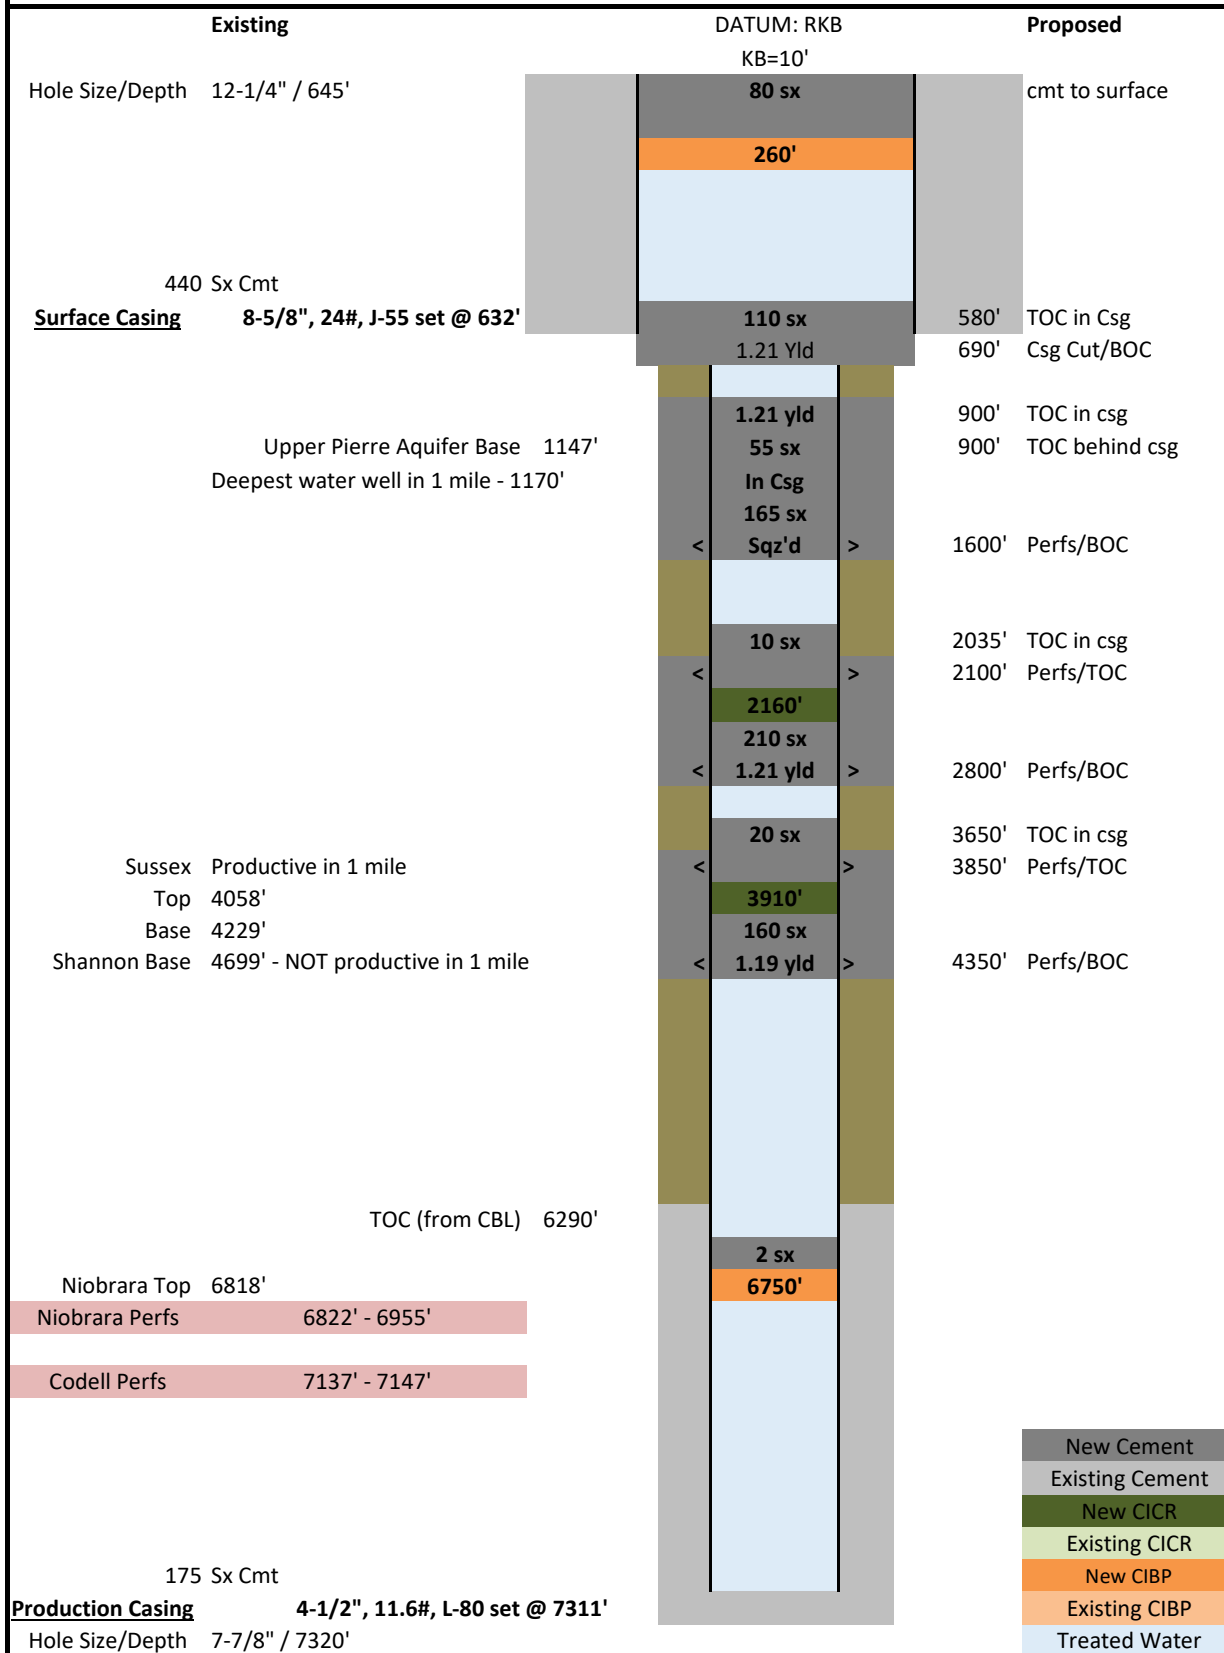 Existing DATUM: RKB Proposed
KB=10'
Hole Size/Depth 12-1/4" / 645' 80 sx cmt to surface
260'
440 Sx Cmt
Surface Casing 8-5/8", 24#, J-55 set @ 632' 110 sx 580' TOC in Csg
1.21 Yld 690' Csg Cut/BOC
1.21 yld 900' TOC in csg
Upper Pierre Aquifer Base 1147' 55 sx 900' TOC behind csg
Deepest water well in 1 mile - 1170' In Csg
165 sx
< Sqz'd > 1600' Perfs/BOC
10 sx 2035' TOC in csg
< > 2100' Perfs/TOC
2160'
210 sx
< 1.21 yld > 2800' Perfs/BOC
20 sx 3650' TOC in csg
Sussex Productive in 1 mile < > 3850' Perfs/TOC
Top 4058' 3910'
Base 4229' 160 sx
Shannon Base 4699' - NOT productive in 1 mile < 1.19 yld > 4350' Perfs/BOC
TOC (from CBL) 6290'
2 sx
Niobrara Top 6818' 6750'
Niobrara Perfs 6822' - 6955'
Codell Perfs 7137' - 7147'
New Cement
Existing Cement
New CICR
Existing CICR
175 Sx Cmt New CIBP
Production Casing 4-1/2", 11.6#, L-80 set @ 7311' Existing CIBP
Hole Size/Depth 7-7/8" / 7320' Treated Water